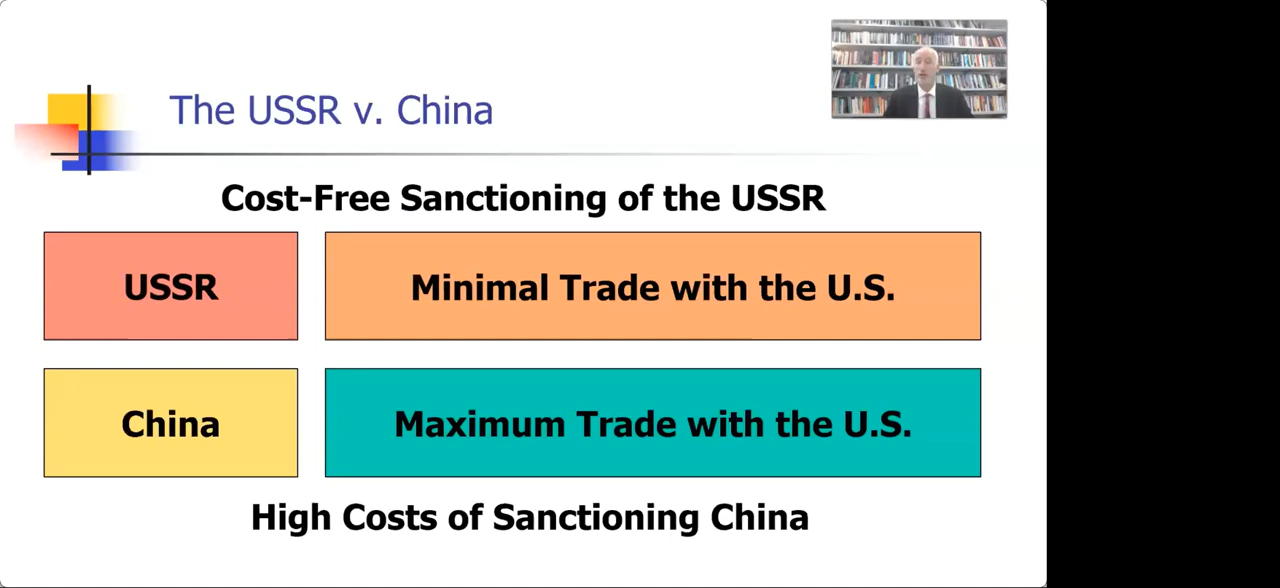 The USSR v. China
Cost-Free Sanctioning of the USSR
USSR
Minimal Trade with the U.S.
China
Maximum Trade with the U.S.
High Costs of Sanctioning China